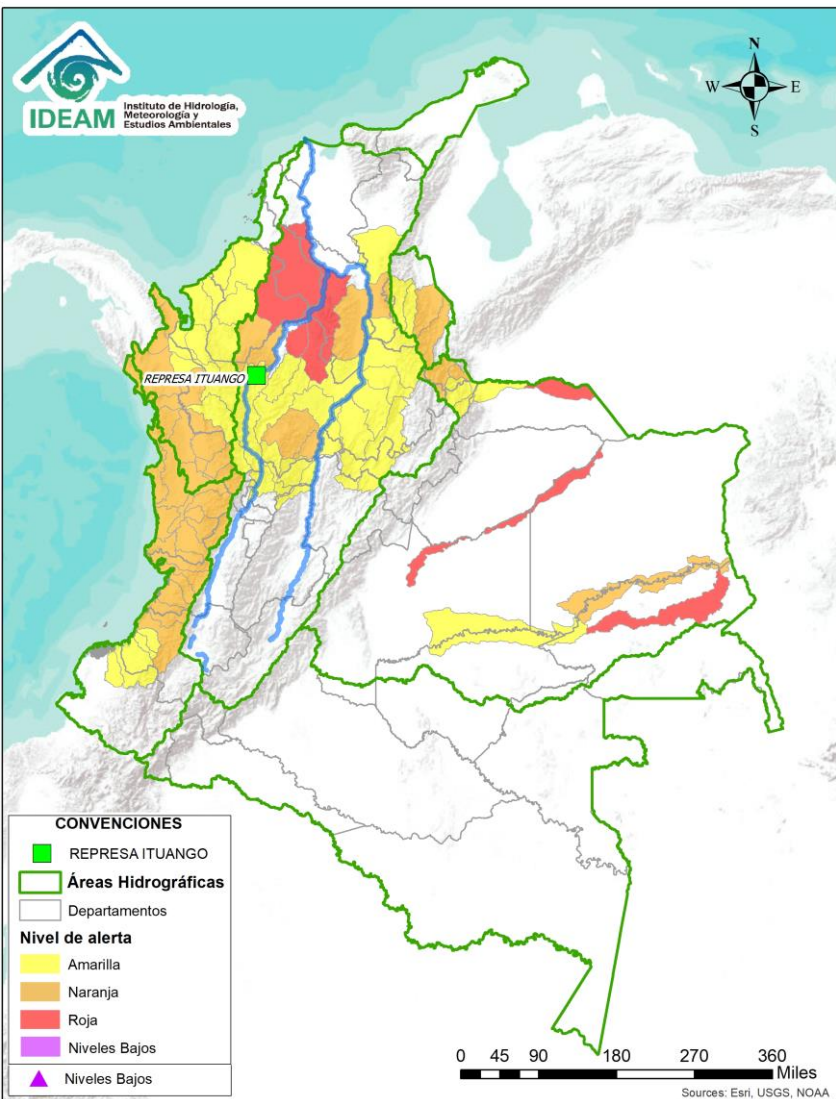 IDEAM
Instituto de Hidrología,
Meteorología y
Estudios Ambientales
N
W
E
S
REPRESA ITUANGO
CONVENCIONES
REPRESA ITUANGO
Áreas Hidrográficas
Departamentos
Nivel de alerta
Amarilla
Naranja
Roja
Niveles Bajos
Niveles Bajos
0 45 90 180 270 360
Miles
Sources: Esri, USGS, NOAA